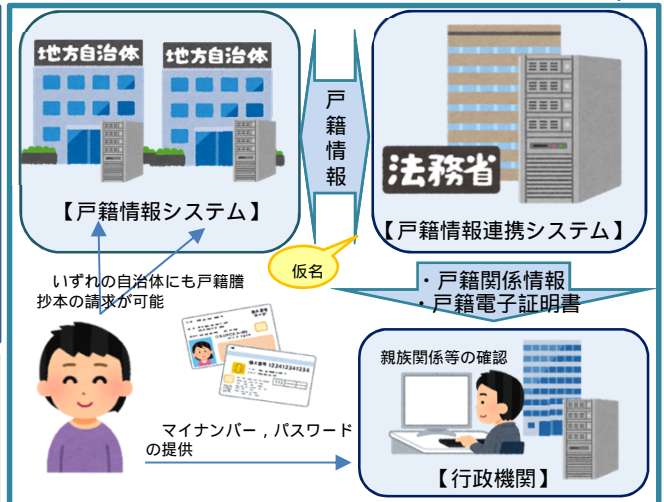 地方自治体
地方自治体
【戸籍情報システム】
戸籍情報
法務省
【戸籍情報連携システム】
仮名
いずれの自治体にも戸籍謄
抄本の請求が可能
・戸籍関係情報
・戸籍電子証明書
親族関係等の確認
123412341234
マイナンバー，パスワード
の提供
【行政機関】